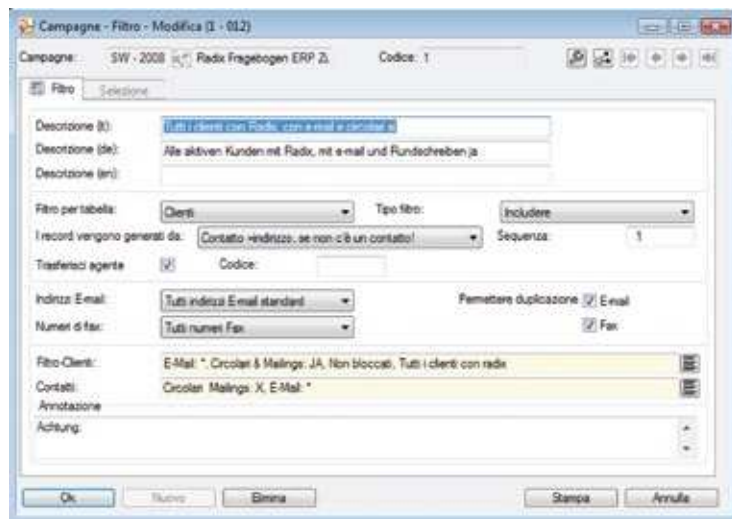 Campagne - Filtro - Modifica (1 - 012)
Campagne: SW - 2008 Radix Fragebogen ERP Codice: 1
Filtro Selezione
Descrizione (it): Tutti i clienti con Radix, con e-mail e circolari si
Descrizione (de): Alle aktiven Kunden mit Radix, mit e-mail und Rundschreiben ja
Descrizione (en):
Filtro per tabella: Clienti Tipo filtro: Includere
I record vengono generati da: Contatto +indirizzo, se non c'è un contatto! Sequenza: 1
Trasferisci agente Codice:
Indirizzi E-mail: Tutti indirizzi E-mail standard Permettere duplicazione E-mail
Numeri di fax: Tutti numeri Fax Fax
Filtro-Clienti: E-Mail: *, Circolari & Mailings: JA, Non bloccati, Tutti i clienti con radix
Contatti: Circolari Mailings: X, E-Mail: *
Annotazione
Achtung:
Ok Nuovo Elimina Stampa Annulla